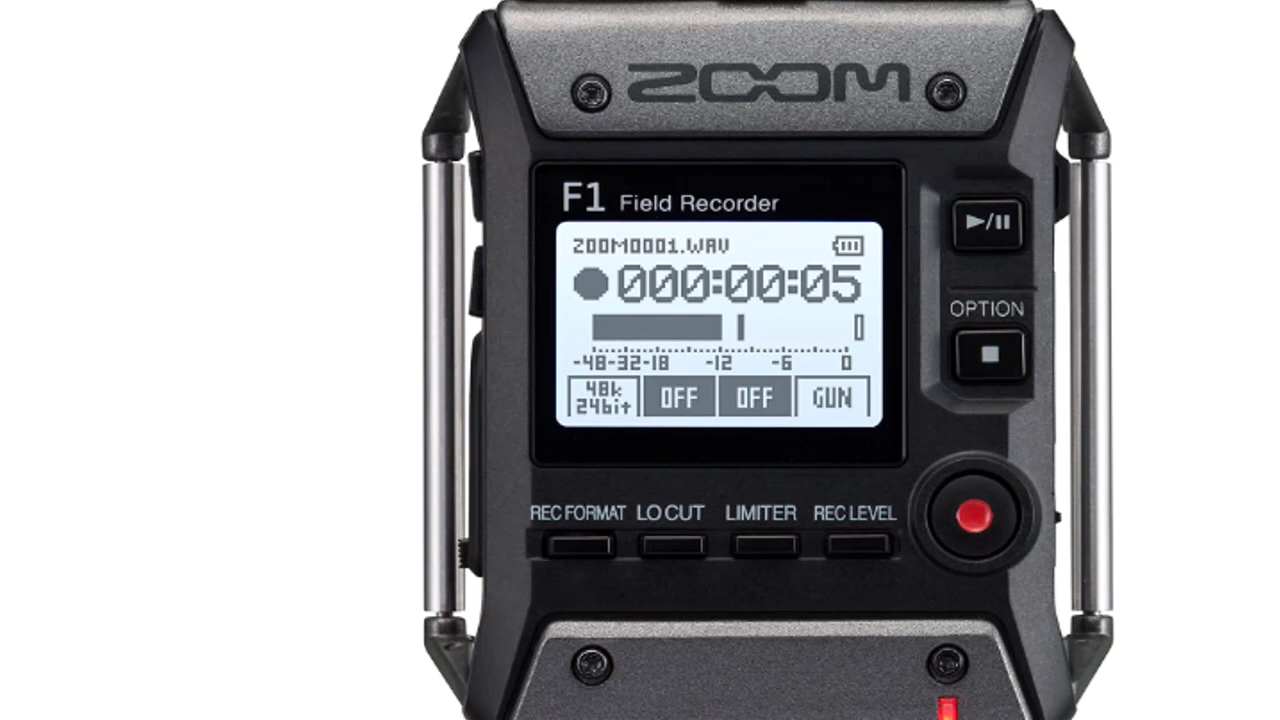 ZOOM
F1 Field Recorder
ZOOM0001.WAV
000:00:05
-48-32-18 -12 -6 0
48k
24bit OFF OFF GUN
OPTION
REC FORMAT LO CUT LIMITER REC LEVEL